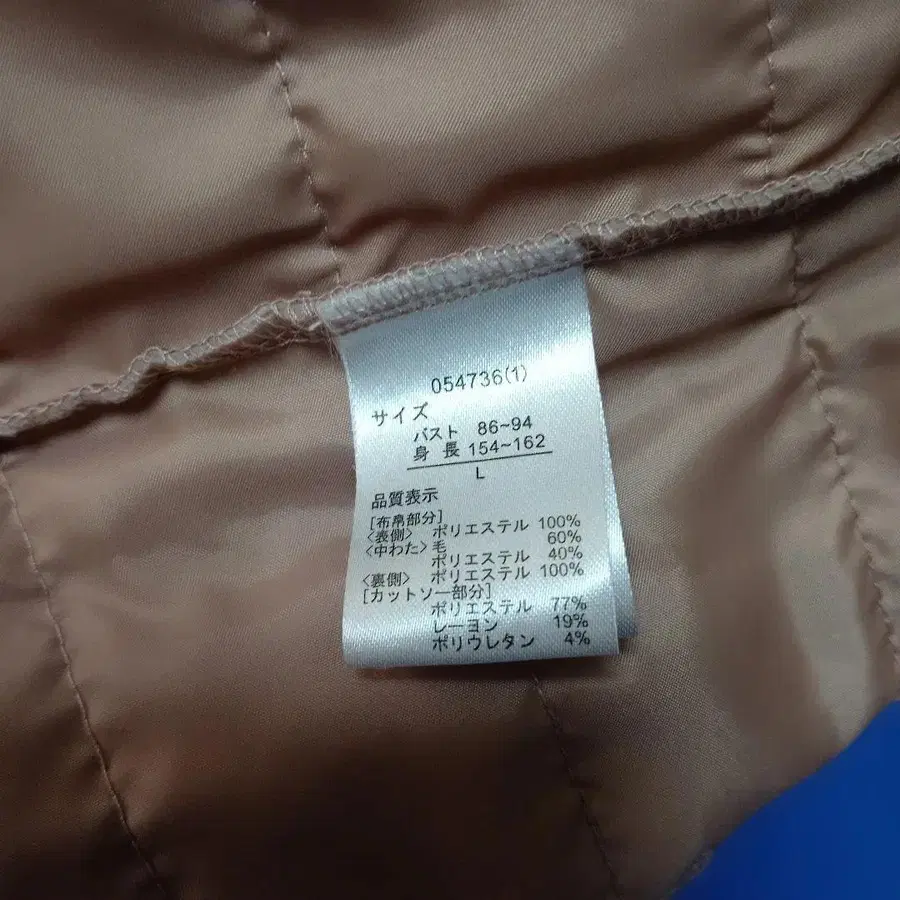 054736(1)
サイズ
バスト 86~94
身長 154~162
L
品質表示
[布帛部分]
<表側> ポリエステル 100%
<中わた> 毛 60%
ポリエステル 40%
<裏側> ポリエステル 100%
[カットソー部分]
ポリエステル 77%
レーヨン 19%
ポリウレタン 4%